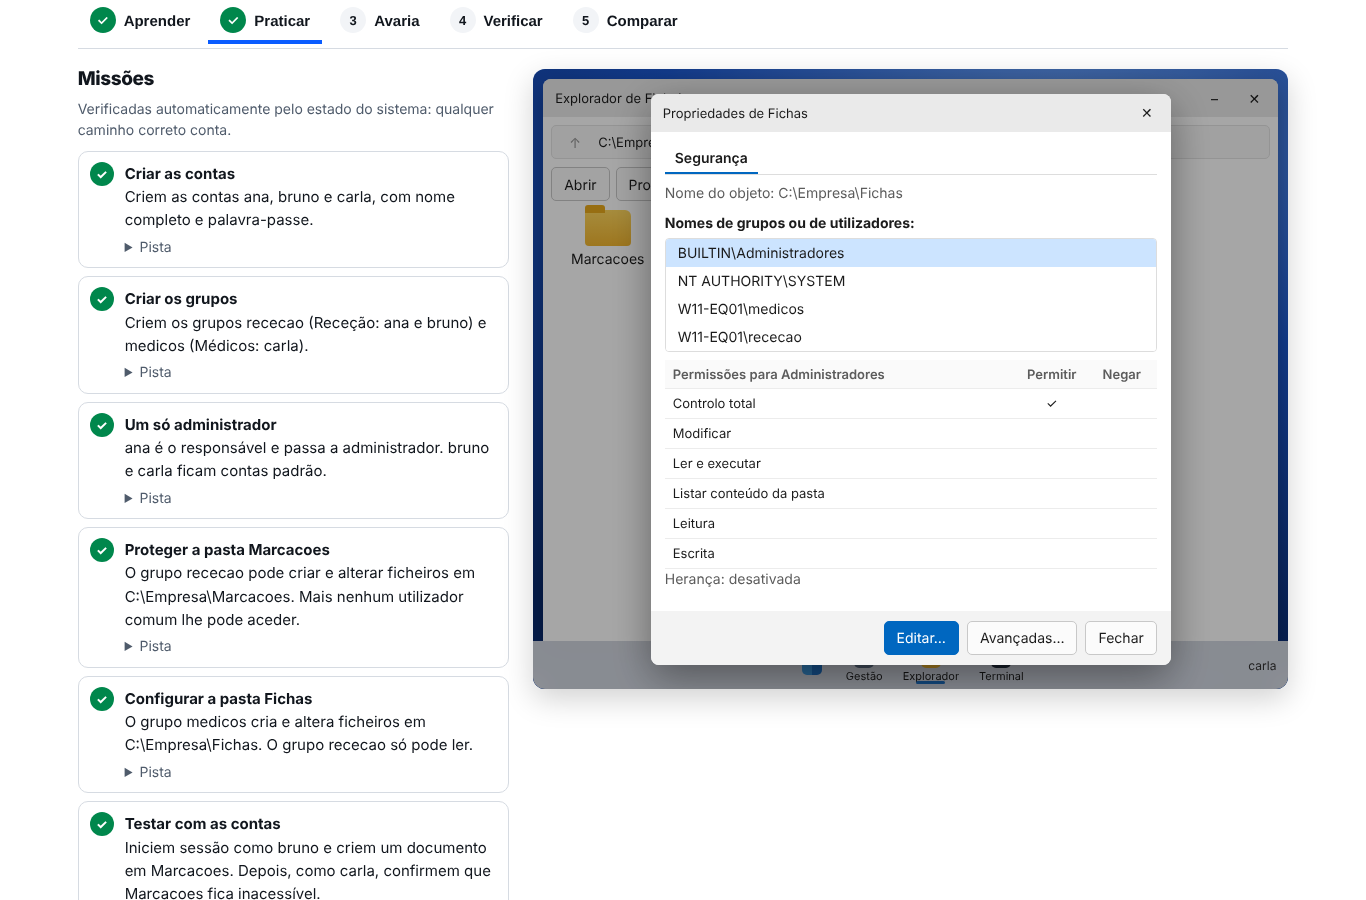 Aprender
Praticar
3 Avaria
4 Verificar
5 Comparar
Missões
Verificadas automaticamente pelo estado do sistema: qualquer
caminho correto conta.
Criar as contas
Criem as contas ana, bruno e carla, com nome
completo e palavra-passe.
Pista
Criar os grupos
Criem os grupos rececao (Receção: ana e bruno) e
medicos (Médicos: carla).
Pista
Um só administrador
ana é o responsável e passa a administrador. bruno
e carla ficam contas padrão.
Pista
Proteger a pasta Marcacoes
O grupo rececao pode criar e alterar ficheiros em
C:\Empresa\Marcacoes. Mais nenhum utilizador
comum lhe pode aceder.
Pista
Configurar a pasta Fichas
O grupo medicos cria e altera ficheiros em
C:\Empresa\Fichas. O grupo rececao só pode ler.
Pista
Testar com as contas
Iniciem sessão como bruno e criem um documento
em Marcacoes. Depois, como carla, confirmem que
Marcacoes fica inacessível.
Explorador de
C:\Empre
Abrir
Pro
Marcacoes
Propriedades de Fichas
Segurança
Nome do objeto: C:\Empresa\Fichas
Nomes de grupos ou de utilizadores:
BUILTIN\Administradores
NT AUTHORITY\SYSTEM
W11-EQ01\medicos
W11-EQ01\rececao
Permissões para Administradores Permitir Negar
Controlo total
Modificar
Ler e executar
Listar conteúdo da pasta
Leitura
Escrita
Herança: desativada
Editar... Avançadas... Fechar
Gestão Explorador Terminal
carla